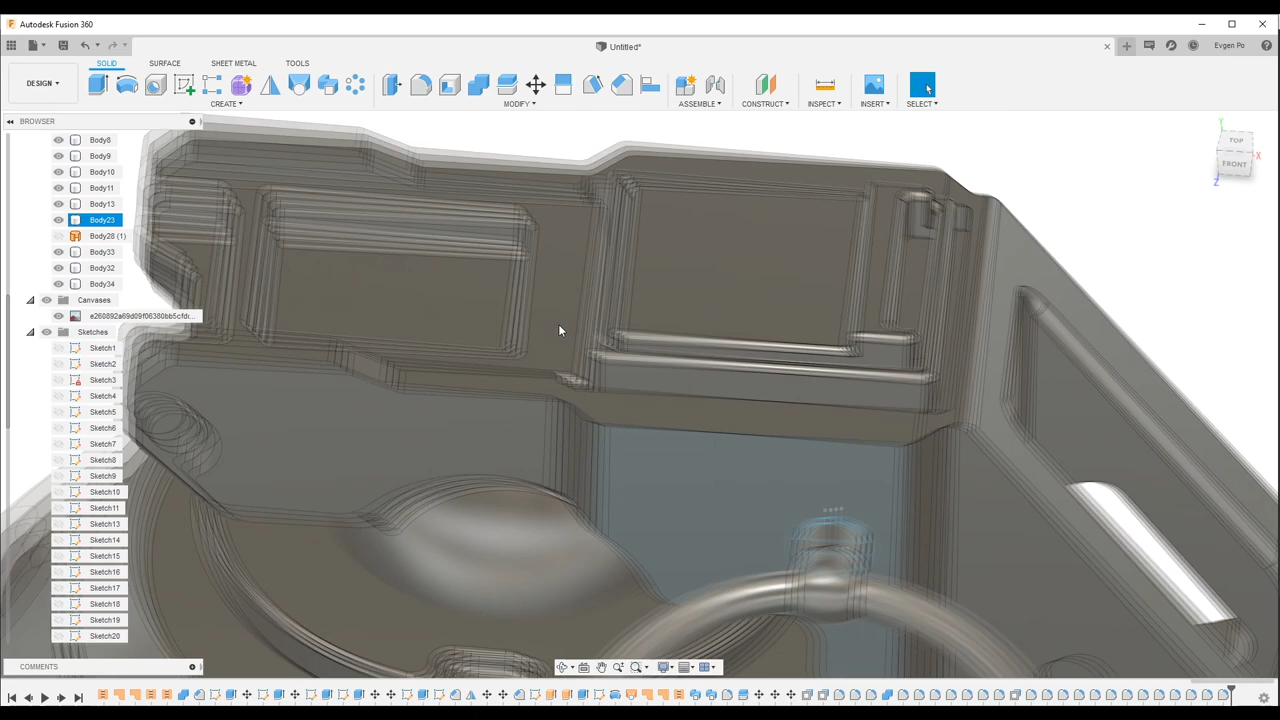 Autodesk Fusion 360
Untitled*
Evgen Po
DESIGN
SOLID
SURFACE
SHEET METAL
TOOLS
CREATE
MODIFY
ASSEMBLE
CONSTRUCT
INSPECT
INSERT
SELECT
BROWSER
Body8
Body9
Body10
Body11
Body13
Body23
Body28 (1)
Body33
Body32
Body34
Canvases
Sketches
Sketch1
Sketch2
Sketch3
Sketch4
Sketch5
Sketch6
Sketch7
Sketch8
Sketch9
Sketch10
Sketch11
Sketch13
Sketch14
Sketch15
Sketch16
Sketch17
Sketch18
Sketch19
Sketch20
Y
TOP
X
FRONT
Z
COMMENTS